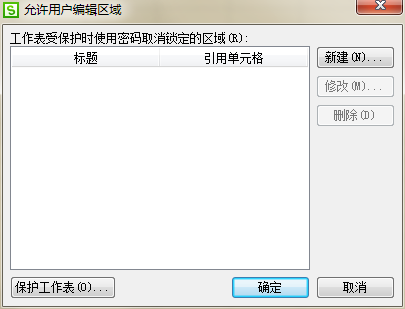 允许用户编辑区域
工作表受保护时使用密码取消锁定的区域(R):
标题 引用单元格
新建(N)...
修改(M)...
删除(D)
保护工作表(O)... 确定 取消